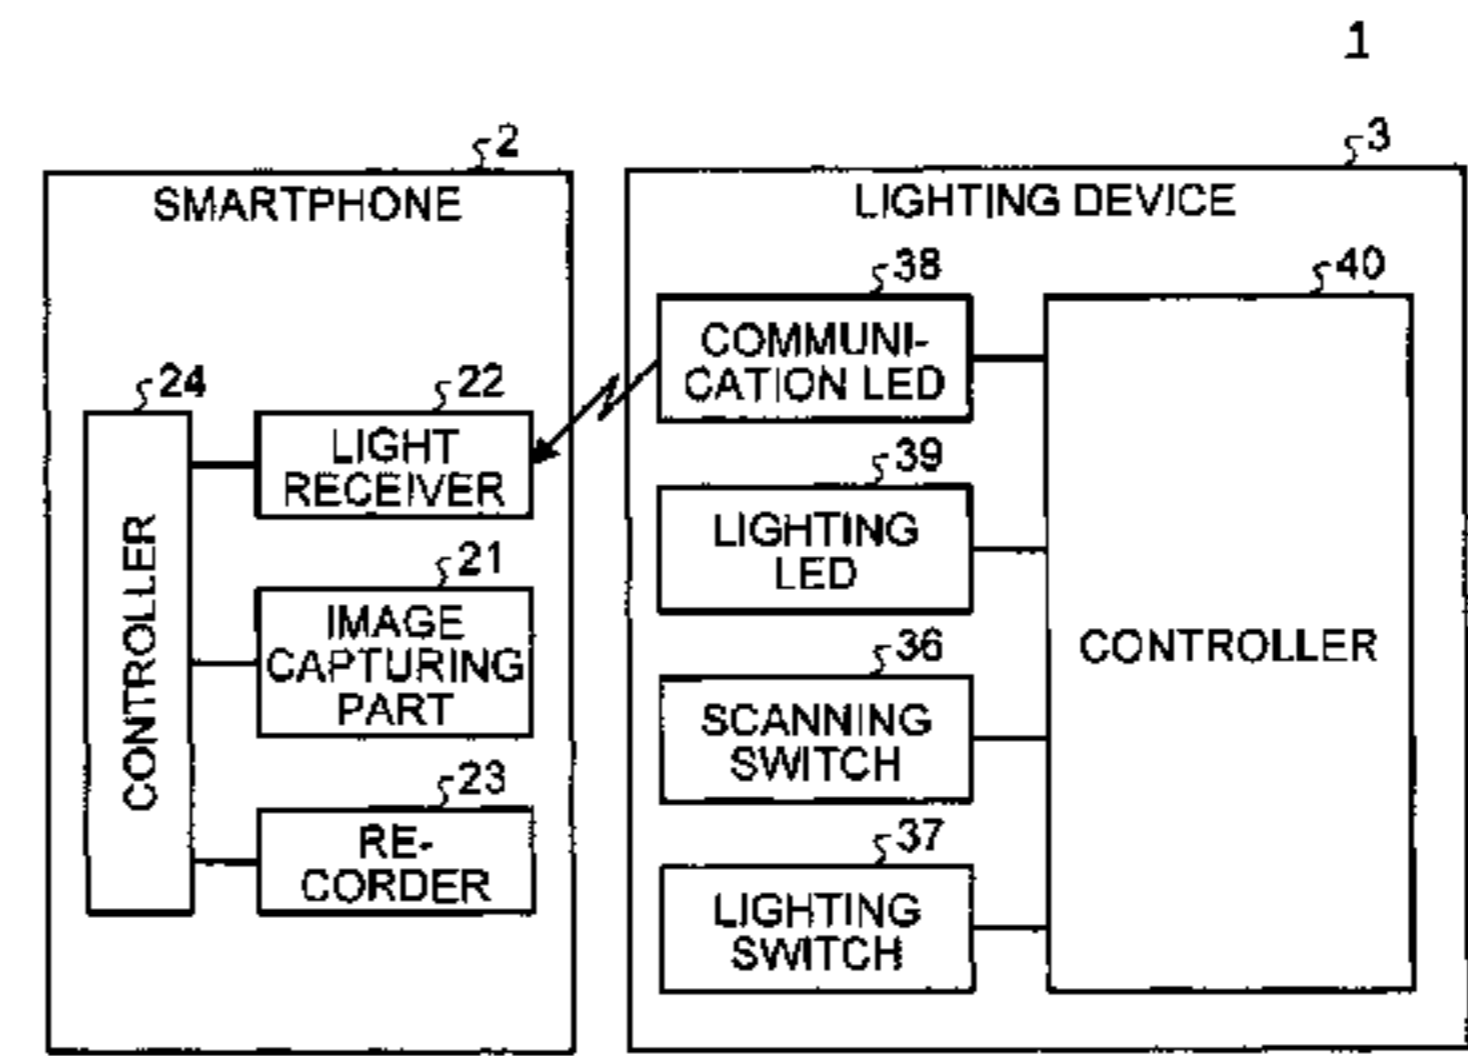 1
2
SMARTPHONE
24
CONTROLLER
22
LIGHT
RECEIVER
21
IMAGE
CAPTURING
PART
23
RE-
CORDER
3
LIGHTING DEVICE
38
COMMUNI-
CATION LED
39
LIGHTING
LED
36
SCANNING
SWITCH
37
LIGHTING
SWITCH
40
CONTROLLER